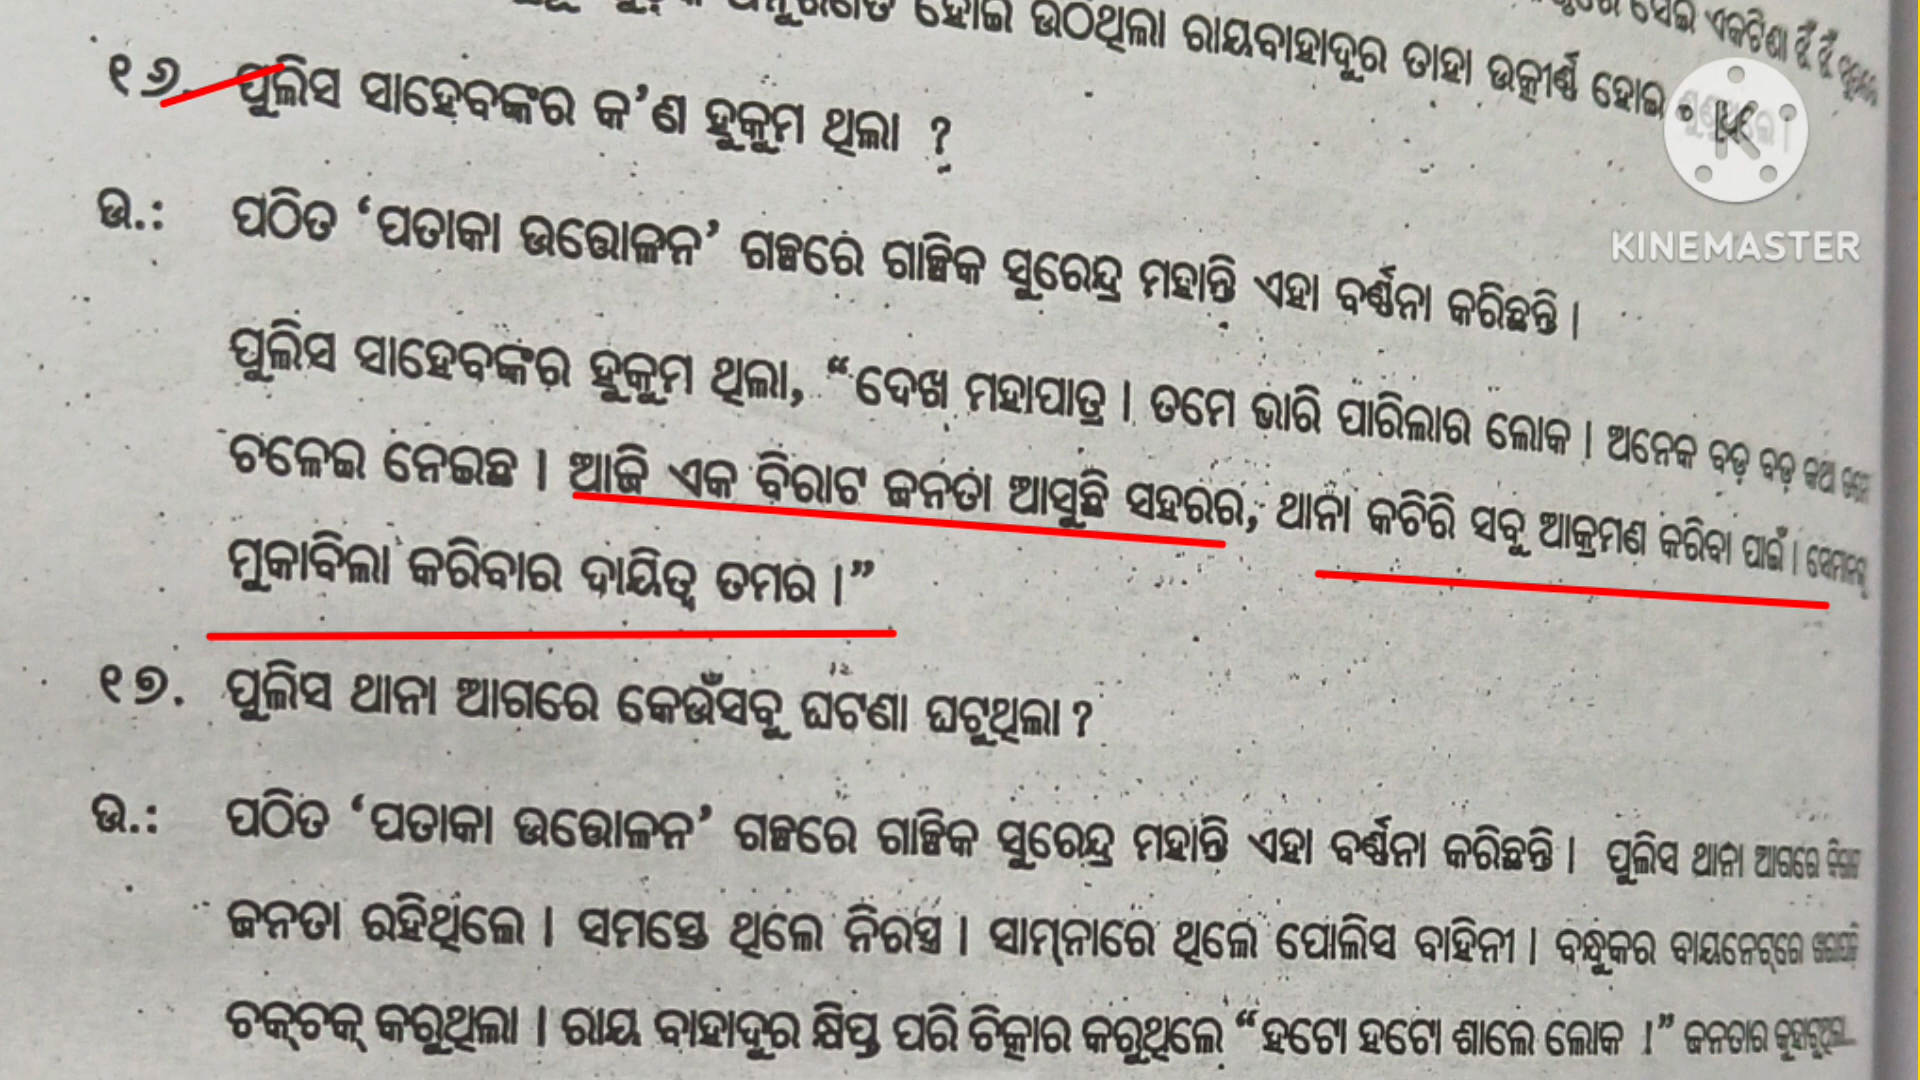 ହୋଇ ଉଠିଥିଲା ରାୟବାହାଦୁର ତାହା ଉତ୍କୀର୍ଣ୍ଣ ହୋଇ
୧୬. ପୁଲିସ ସାହେବଙ୍କର କ'ଣ ହୁକୁମ ଥିଲା ?
KINEMASTER
ଉ.: ପଠିତ 'ପତାକା ଉତ୍ତୋଳନ' ଗଳ୍ପରେ ଗାଳ୍ପିକ ସୁରେନ୍ଦ୍ର ମହାନ୍ତି ଏହା ବର୍ଣ୍ଣନା କରିଛନ୍ତି ।
ପୁଲିସ ସାହେବଙ୍କର ହୁକୁମ ଥିଲା, "ଦେଖ ମହାପାତ୍ର । ତମେ ଭାରି ପାରିଲାର ଲୋକ । ଅନେକ ବଡ଼ ବଡ଼ କଥା
ଚଳେଇ ନେଇଛ । ଆଜି ଏକ ବିରାଟ ଜନତା ଆସୁଛି ସହରର, ଥାନା କଚିରି ସବୁ ଆକ୍ରମଣ କରିବା ପାଇଁ । ସେମାନଙ୍କୁ
ମୁକାବିଲା କରିବାର ଦାୟିତ୍ୱ ତମର ।"
୧୭. ପୁଲିସ ଥାନା ଆଗରେ କେଉଁସବୁ ଘଟଣା ଘଟୁଥିଲା ?
ଉ.: ପଠିତ 'ପତାକା ଉତ୍ତୋଳନ' ଗଳ୍ପରେ ଗାଳ୍ପିକ ସୁରେନ୍ଦ୍ର ମହାନ୍ତି ଏହା ବର୍ଣ୍ଣନା କରିଛନ୍ତି । ପୁଲିସ ଥାନା ଆଗରେ
ଜନତା ରହିଥିଲେ । ସମସ୍ତେ ଥିଲେ ନିରସ୍ତ୍ର । ସାମ୍‌ନାରେ ଥିଲେ ପୋଲିସ ବାହିନୀ । ବନ୍ଧୁକର ବାୟନେଟ୍‌ରେ
ଚକ୍‌ଚକ୍ କରୁଥିଲା । ରାୟ ବାହାଦୁର କ୍ଷିପ୍ତ ପରି ଚିତ୍କାର କରୁଥିଲେ "ହଟୋ ହଟୋ ଶାଲେ ଲୋକ !" ଜନତାର